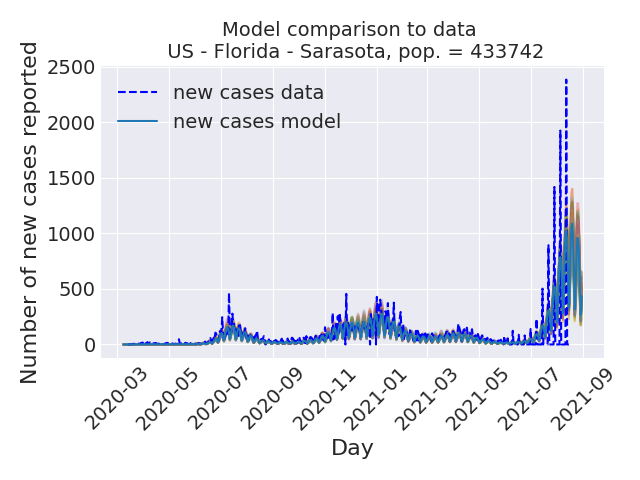 Model comparison to data
US - Florida - Sarasota, pop. = 433742
Number of new cases reported
2500
2000
1500
1000
500
0
new cases data
new cases model
2020-03
2020-05
2020-07
2020-09
2020-11
2021-01
2021-03
2021-05
2021-07
2021-09
Day